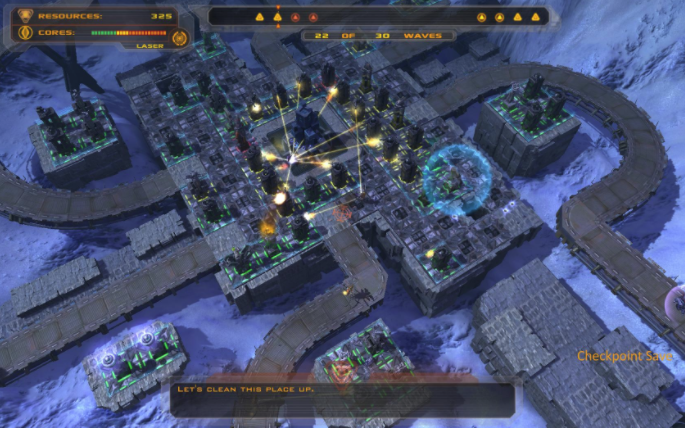 RESOURCES: 325
CORES:
LASER
22 OF 30 WAVES
Checkpoint Save
LET'S CLEAN THIS PLACE UP.